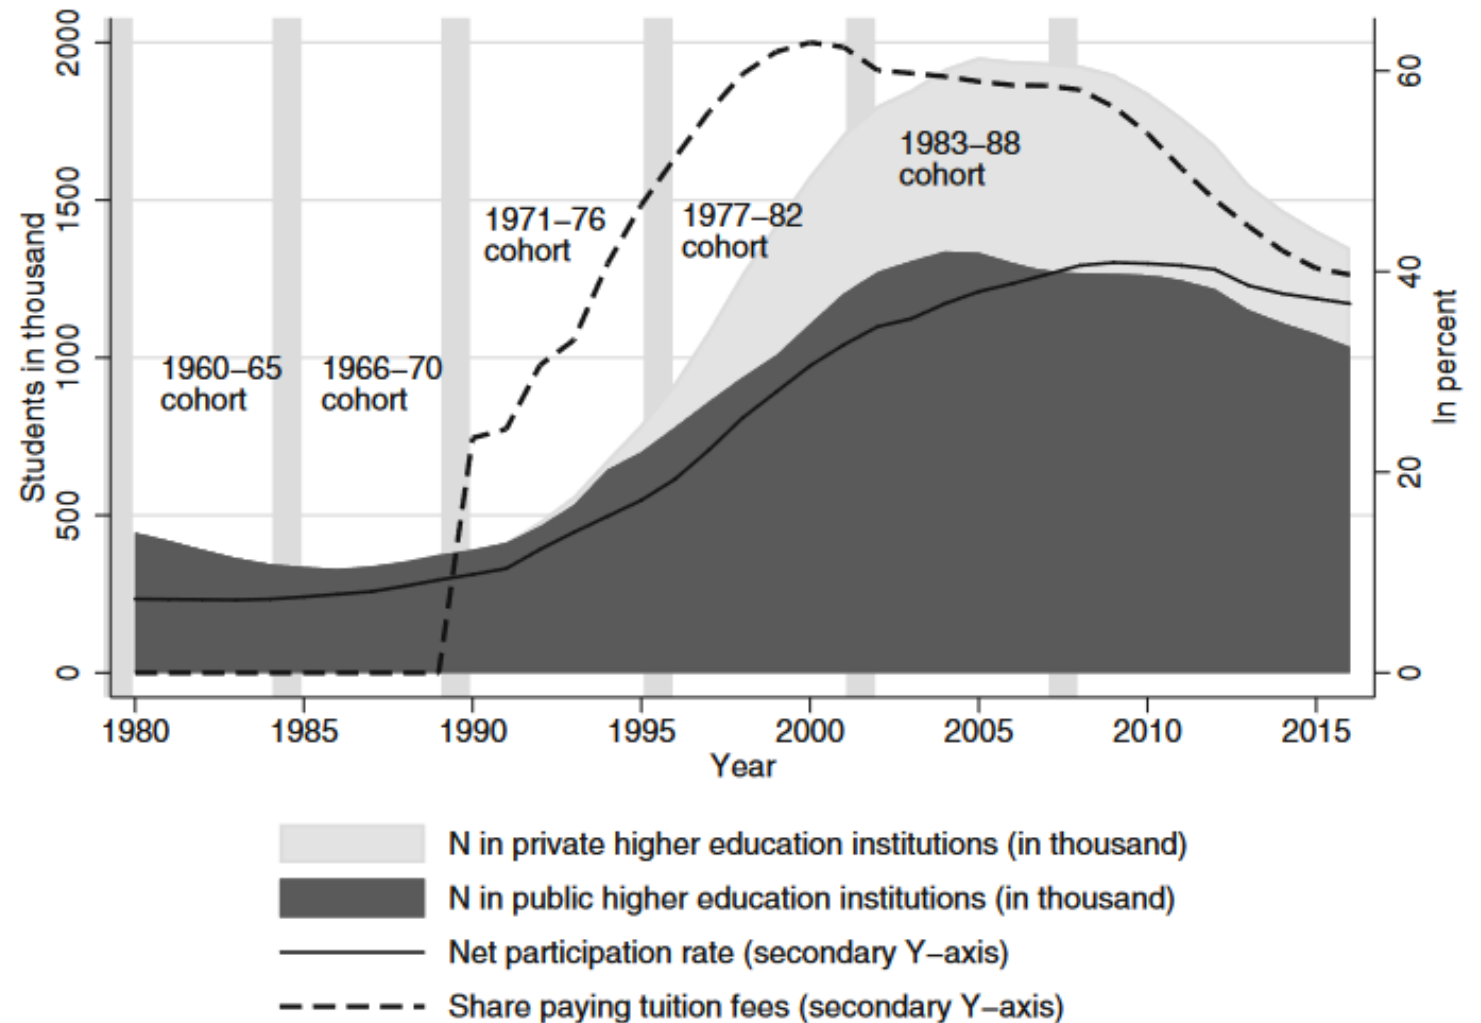 2000
1500
1000
500
0
Students in thousand
60
40
20
0
In percent
1960–65
cohort
1966–70
cohort
1971–76
cohort
1977–82
cohort
1983–88
cohort
1980 1985 1990 1995 2000 2005 2010 2015
Year
N in private higher education institutions (in thousand)
N in public higher education institutions (in thousand)
Net participation rate (secondary Y–axis)
Share paying tuition fees (secondary Y–axis)